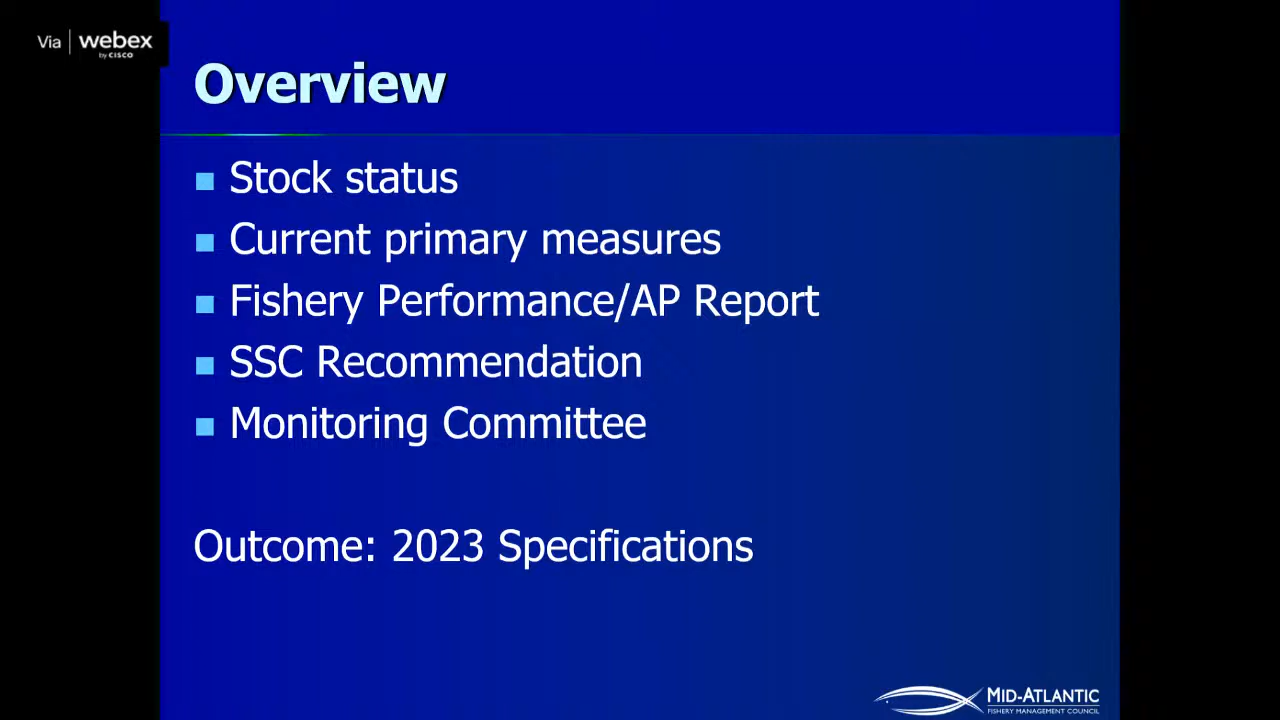 Via | webex
by CISCO
Overview
Stock status
Current primary measures
Fishery Performance/AP Report
SSC Recommendation
Monitoring Committee
Outcome: 2023 Specifications
MID-ATLANTIC
FISHERY MANAGEMENT COUNCIL